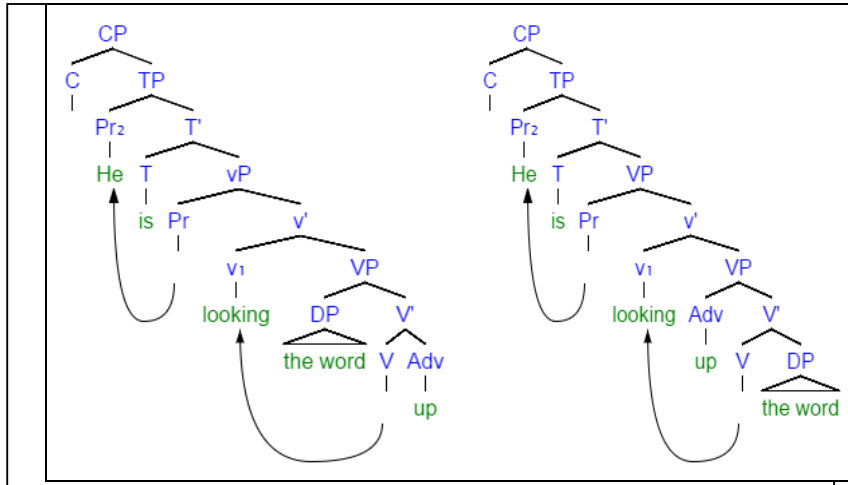 CP CP
C TP C TP
Pr₂ T' Pr₂ T'
He T vP He T VP
is Pr v' is Pr v'
v₁ VP v₁ VP
looking DP V' looking Adv V'
the word V Adv up V DP
up the word